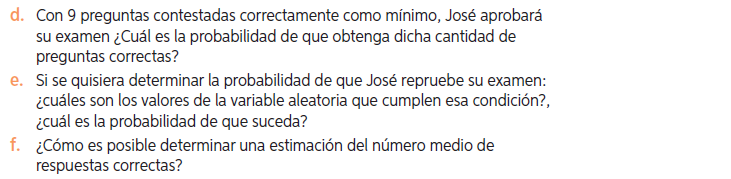 d. Con 9 preguntas contestadas correctamente como mínimo, José aprobará
su examen ¿Cuál es la probabilidad de que obtenga dicha cantidad de
preguntas correctas?
e. Si se quisiera determinar la probabilidad de que José repruebe su examen:
¿cuáles son los valores de la variable aleatoria que cumplen esa condición?,
¿cuál es la probabilidad de que suceda?
f. ¿Cómo es posible determinar una estimación del número medio de
respuestas correctas?